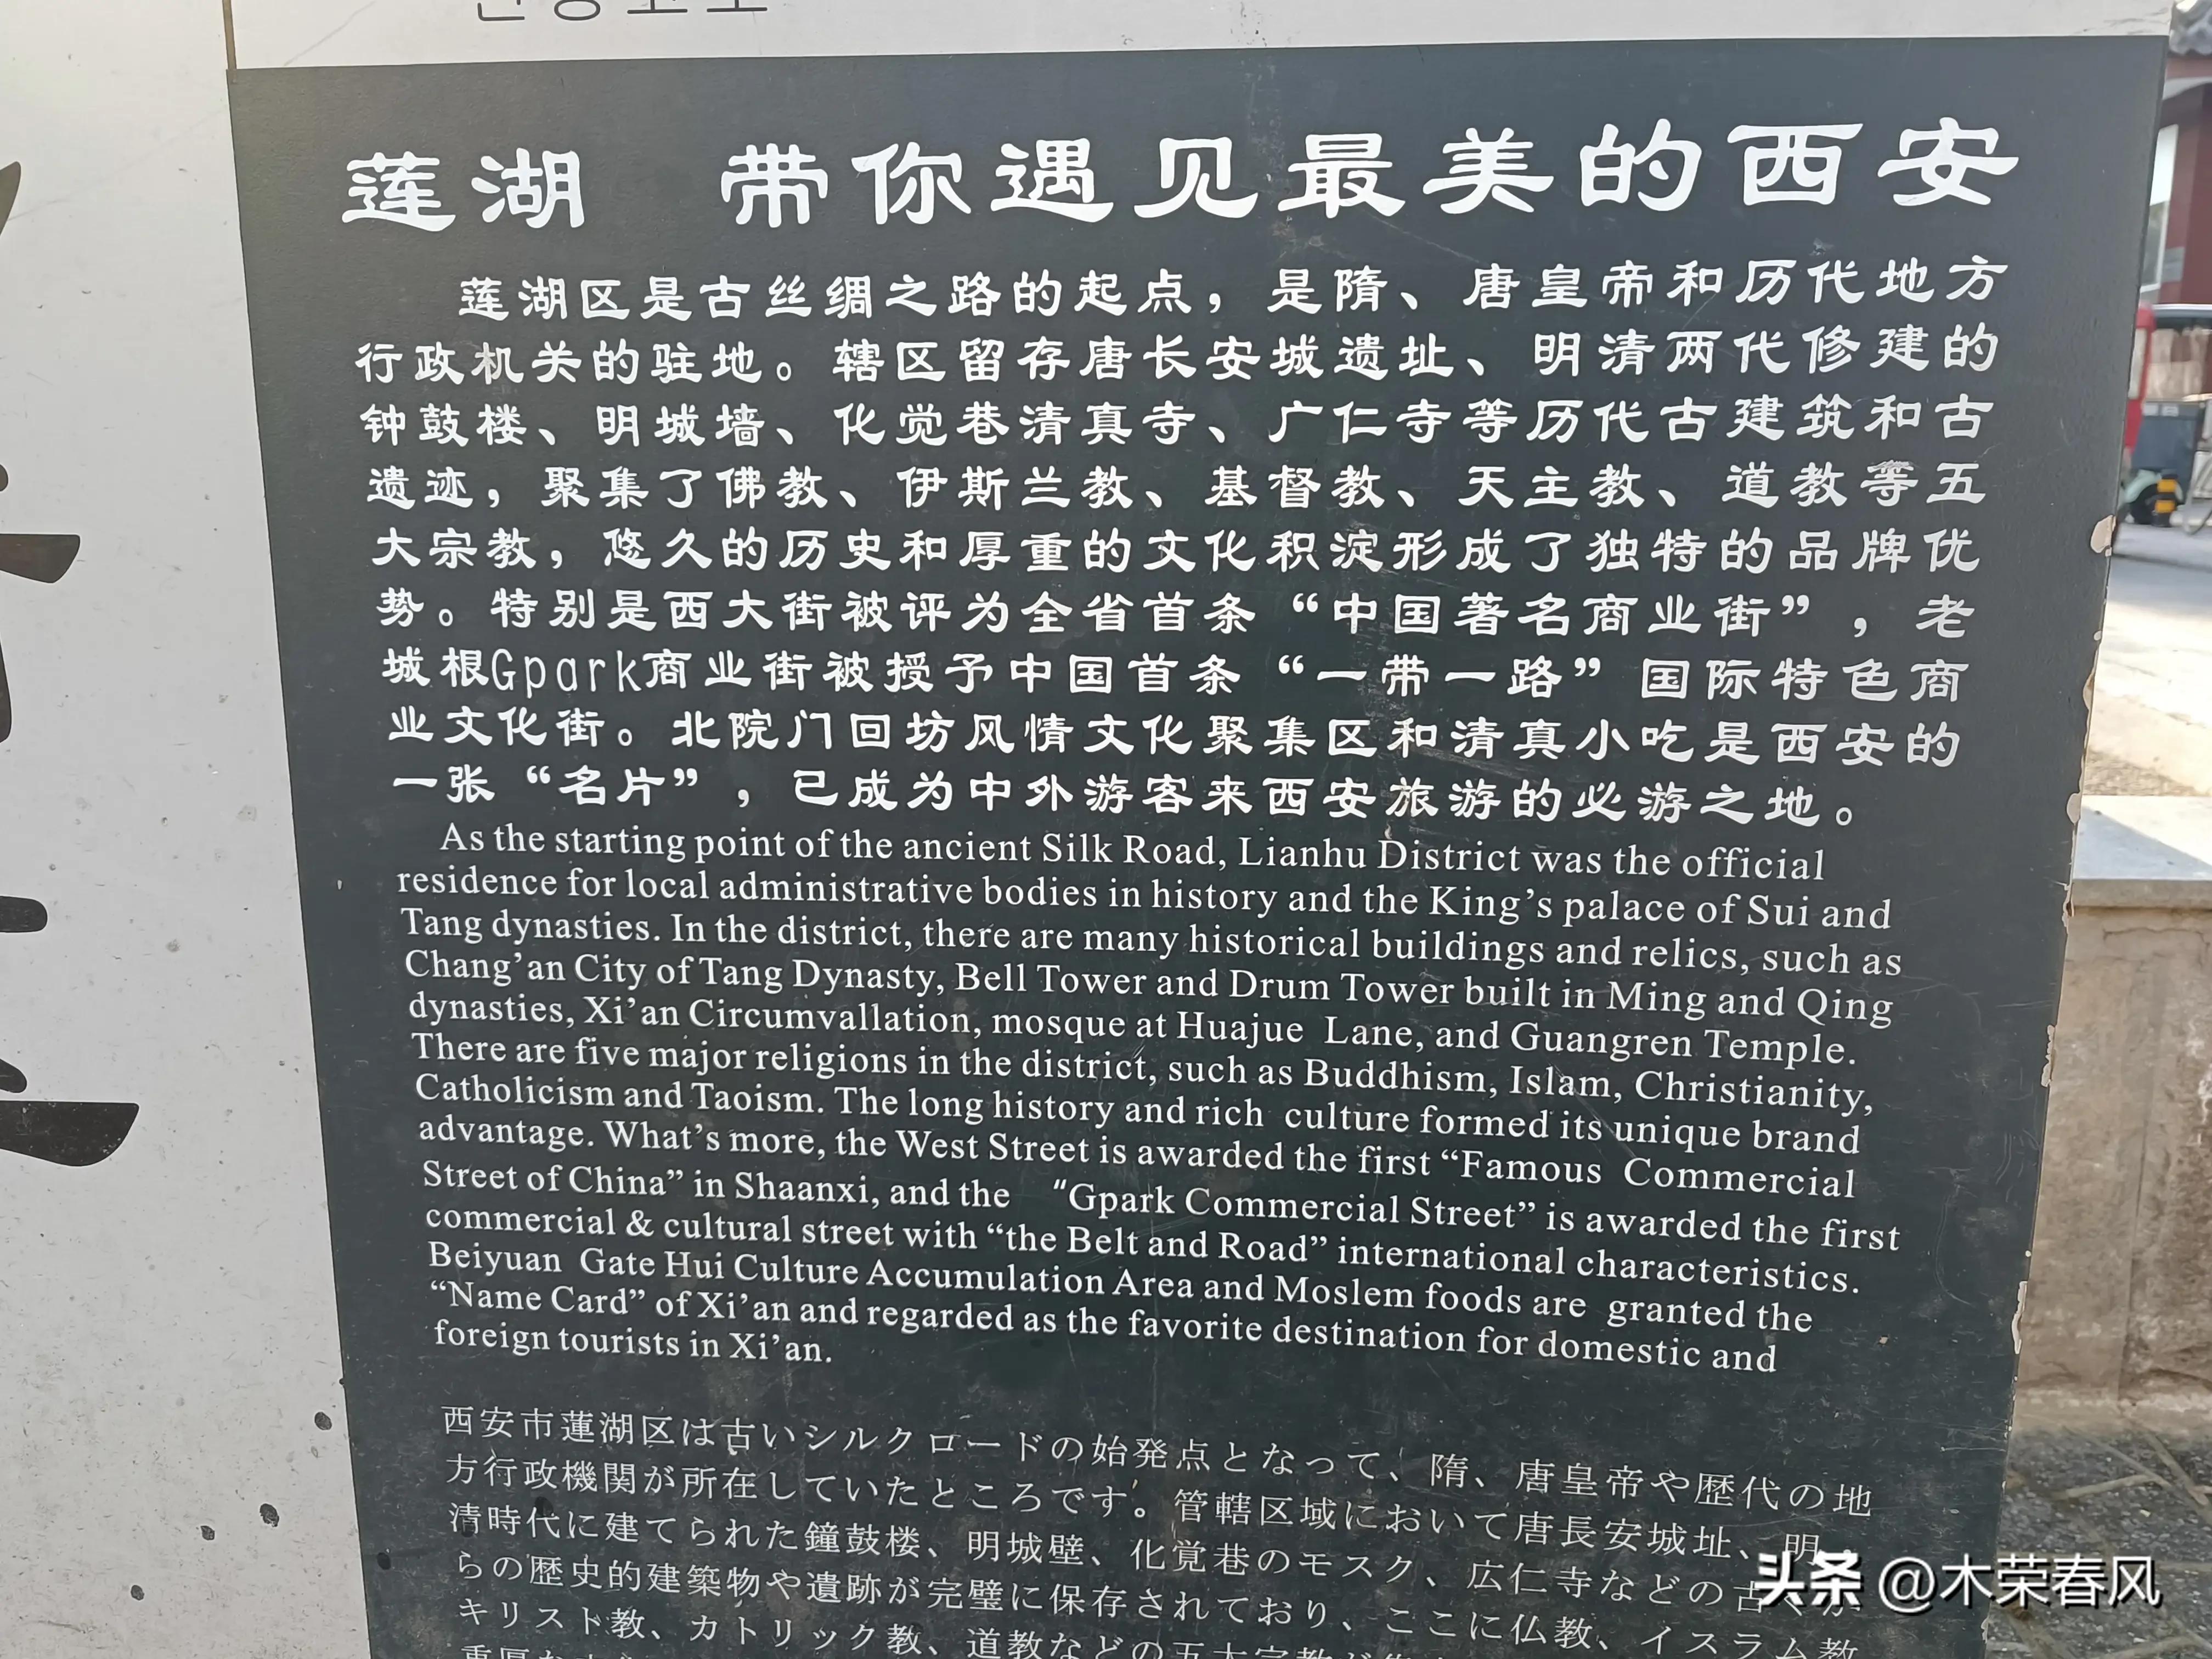 莲湖 带你遇见最美的西安
莲湖区是古丝绸之路的起点，是隋、唐皇帝和历代地方
行政机关的驻地。辖区留存唐长安城遗址、明清两代修建的
钟鼓楼、明城墙、化觉巷清真寺、广仁寺等历代古建筑和古
遗迹，聚集了佛教、伊斯兰教、基督教、天主教、道教等五
大宗教，悠久的历史和厚重的文化积淀形成了独特的品牌优
势。特别是西大街被评为全省首条“中国著名商业街”，老
城根Gpark商业街被授予中国首条“一带一路”国际特色商
业文化街。北院门回坊风情文化聚集区和清真小吃是西安的
一张“名片”，已成为中外游客来西安旅游的必游之地。
As the starting point of the ancient Silk Road, Lianhu District was the official
residence for local administrative bodies in history and the King’s palace of Sui and
Tang dynasties. In the district, there are many historical buildings and relics, such as
Chang’an City of Tang Dynasty, Bell Tower and Drum Tower built in Ming and Qing
dynasties, Xi’an Circumvallation, mosque at Huajue Lane, and Guangren Temple.
There are five major religions in the district, such as Buddhism, Islam, Christianity,
Catholicism and Taoism. The long history and rich culture formed its unique brand
advantage. What’s more, the West Street is awarded the first “Famous Commercial
Street of China” in Shaanxi, and the “Gpark Commercial Street” is awarded the first
commercial & cultural street with “the Belt and Road” international characteristics.
Beiyuan Gate Hui Culture Accumulation Area and Moslem foods are granted the
“Name Card” of Xi’an and regarded as the favorite destination for domestic and
foreign tourists in Xi’an.
西安市蓮湖区は古いシルクロードの始発点となって、隋、唐皇帝や歴代の地
方行政機関が所在していたところです。管轄区域において唐長安城址、明、
清時代に建てられた鐘鼓楼、明城壁、化覚巷のモスク、広仁寺などの古くか
らの歴史的建築物や遺跡が完璧に保存されており、ここに仏教、イスラム教
キリスト教、カトリック教、道教などの五大宗教が
头条 @木荣春风